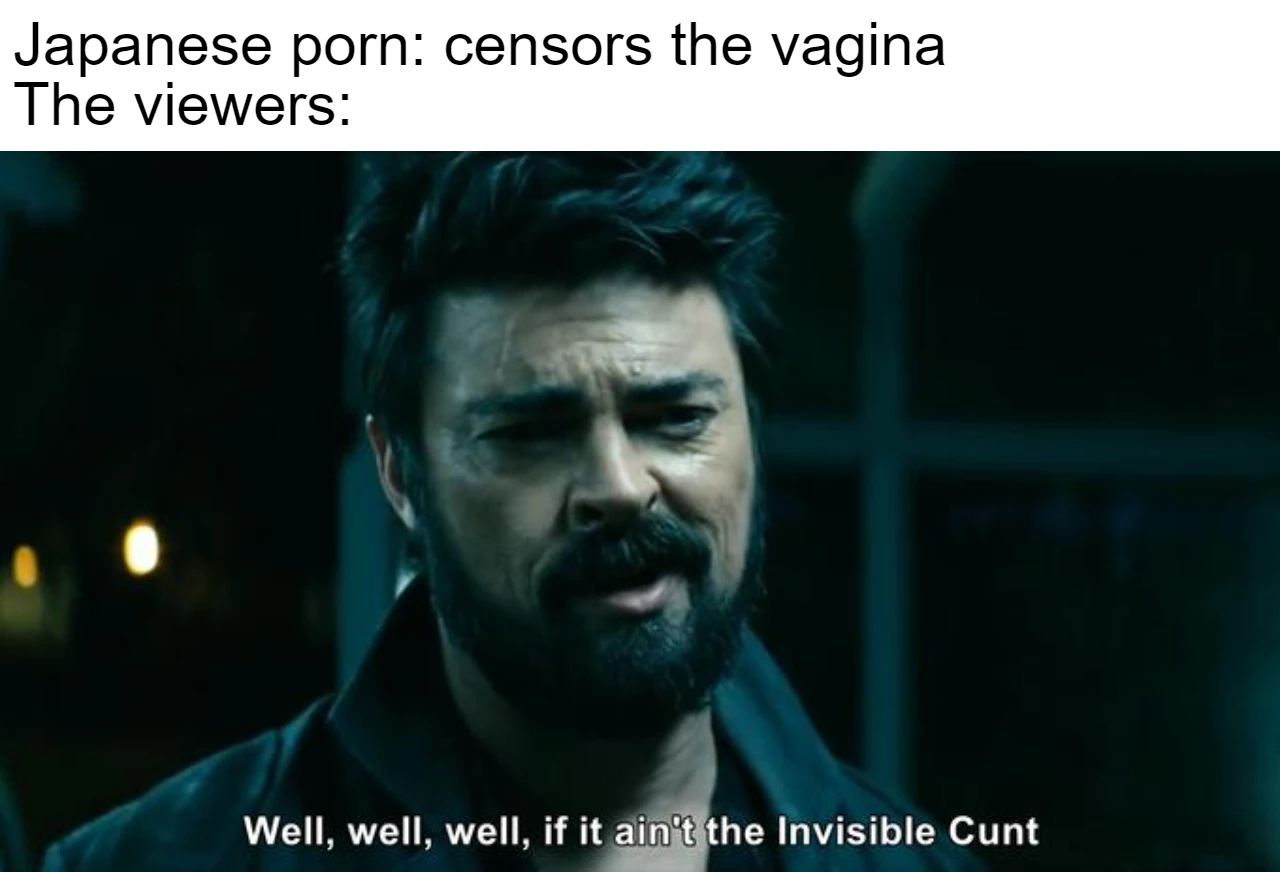 Japanese porn: censors the vagina
The viewers:
Well, well, well, if it ain't the Invisible Cunt